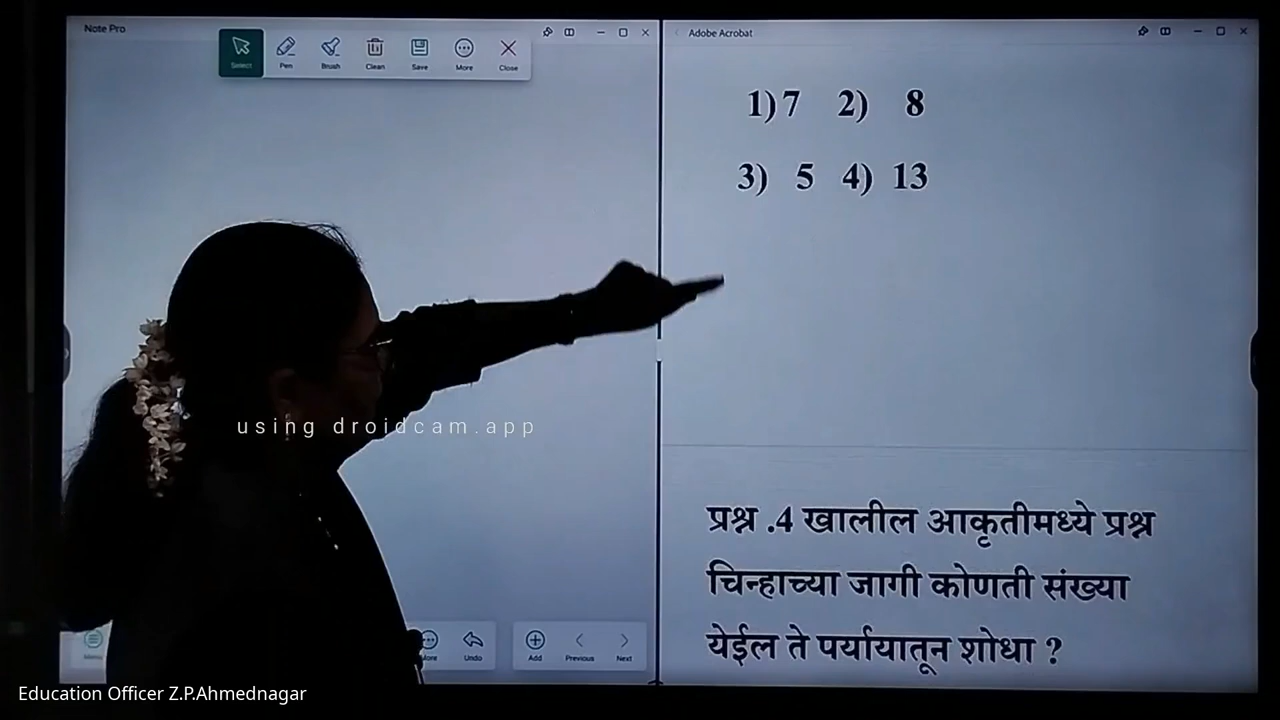 Note Pro
Select Pen Brush Clean Save More Close
Adobe Acrobat
1) 7 2) 8
3) 5 4) 13
using droidcam.app
प्रश्न .4 खालील आकृतीमध्ये प्रश्न
चिन्हाच्या जागी कोणती संख्या
येईल ते पर्यायातून शोधा ?
Undo Add Previous Next
Education Officer Z.P.Ahmednagar